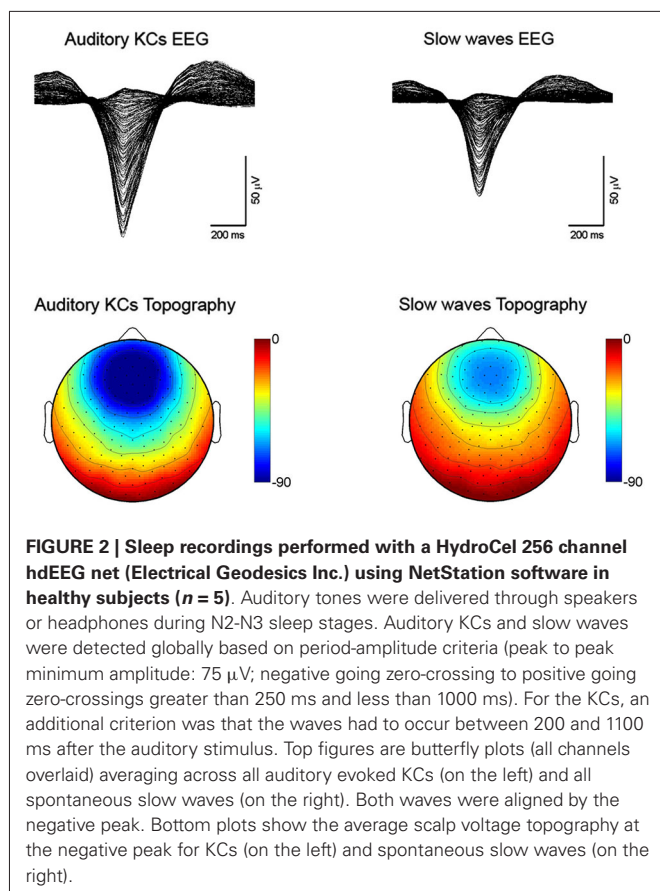 Auditory KCs EEG
Slow waves EEG
50 μV
200 ms
50 μV
200 ms
Auditory KCs Topography
Slow waves Topography
0
-90
0
-90
FIGURE 2 | Sleep recordings performed with a HydroCel 256 channel
hdEEG net (Electrical Geodesics Inc.) using NetStation software in
healthy subjects (n = 5). Auditory tones were delivered through speakers
or headphones during N2-N3 sleep stages. Auditory KCs and slow waves
were detected globally based on period-amplitude criteria (peak to peak
minimum amplitude: 75 μV; negative going zero-crossing to positive going
zero-crossings greater than 250 ms and less than 1000 ms). For the KCs, an
additional criterion was that the waves had to occur between 200 and 1100
ms after the auditory stimulus. Top figures are butterfly plots (all channels
overlaid) averaging across all auditory evoked KCs (on the left) and all
spontaneous slow waves (on the right). Both waves were aligned by the
negative peak. Bottom plots show the average scalp voltage topography at
the negative peak for KCs (on the left) and spontaneous slow waves (on the
right).